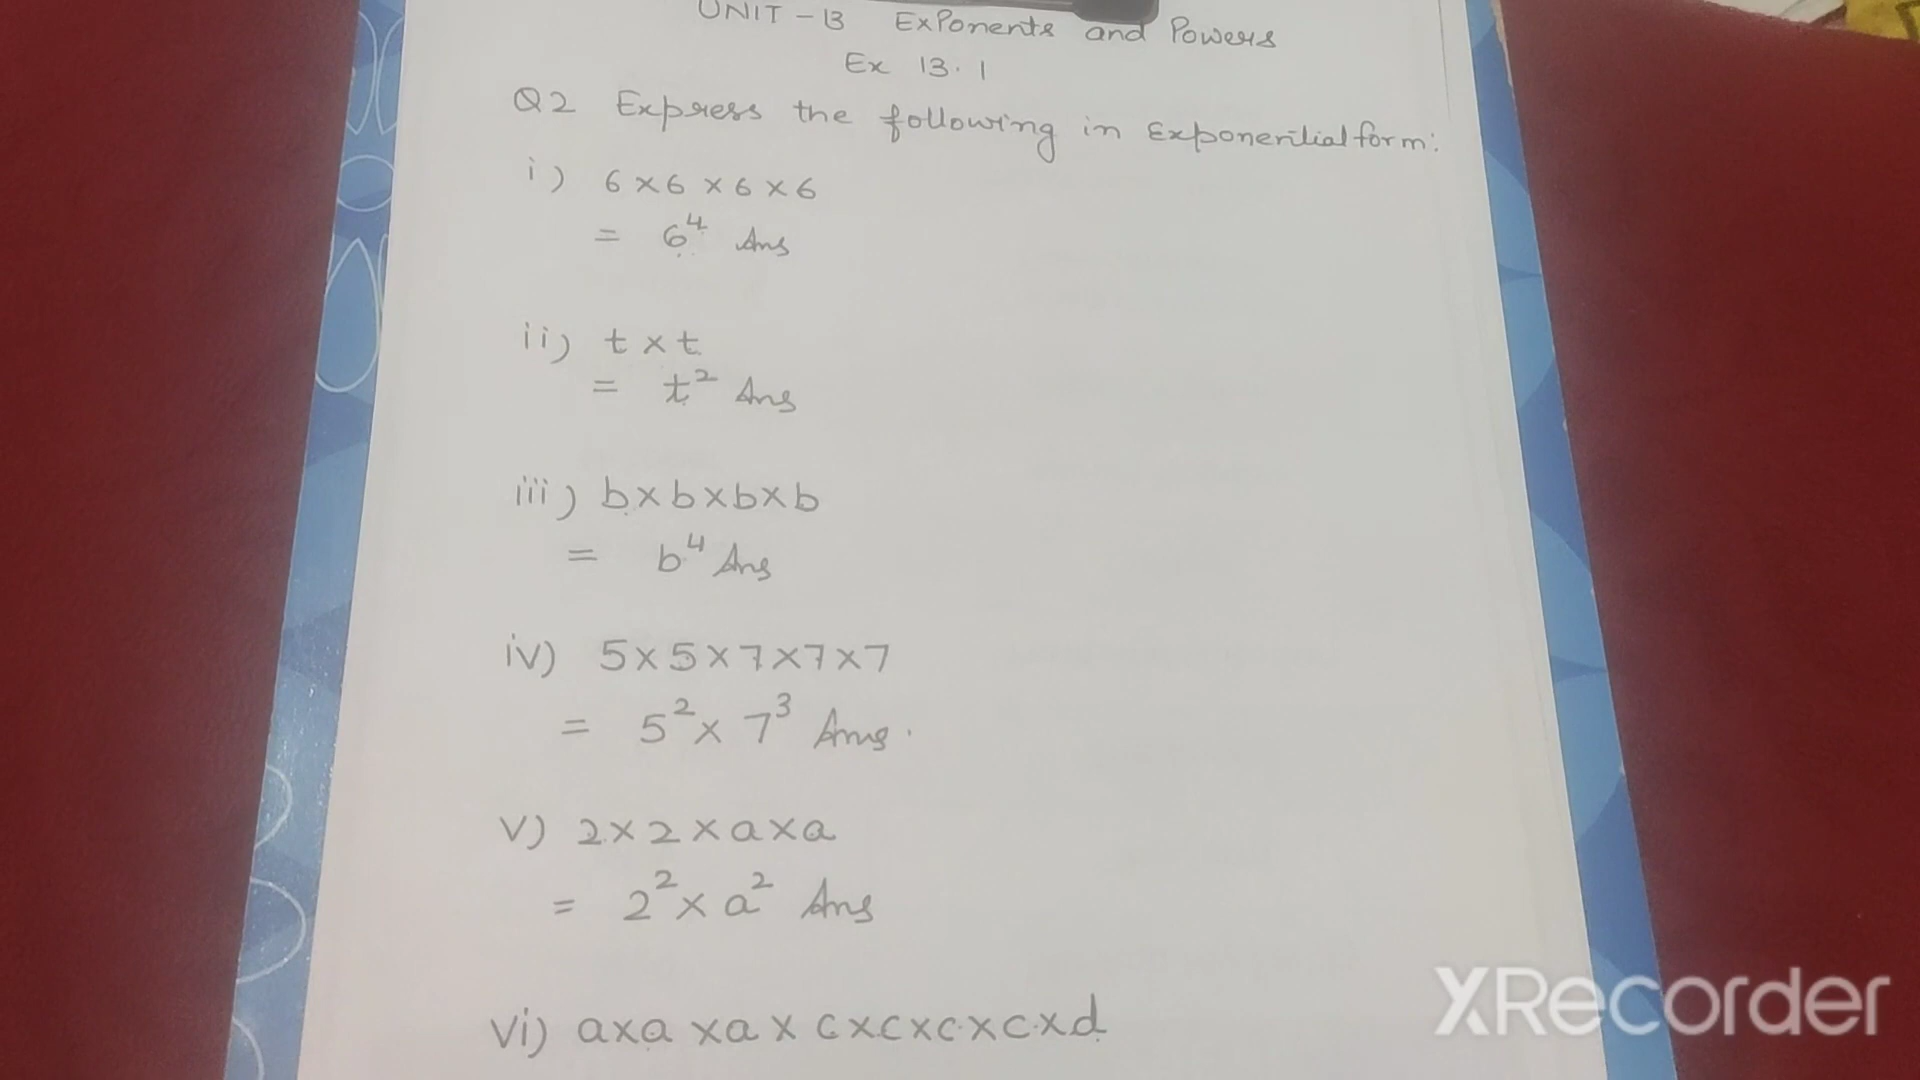 UNIT-13 Exponents and Powers
Ex 13.1
Q2 Express the following in Exponential form:
i) 6×6×6×6
= 6⁴ Ans
ii) t×t
= t² Ans
iii) b×b×b×b
= b⁴ Ans
iv) 5×5×7×7×7
= 5²×7³ Ans.
v) 2×2×a×a
= 2²×a² Ans
vi) a×a×a×c×c×c×c×d
XRecorder